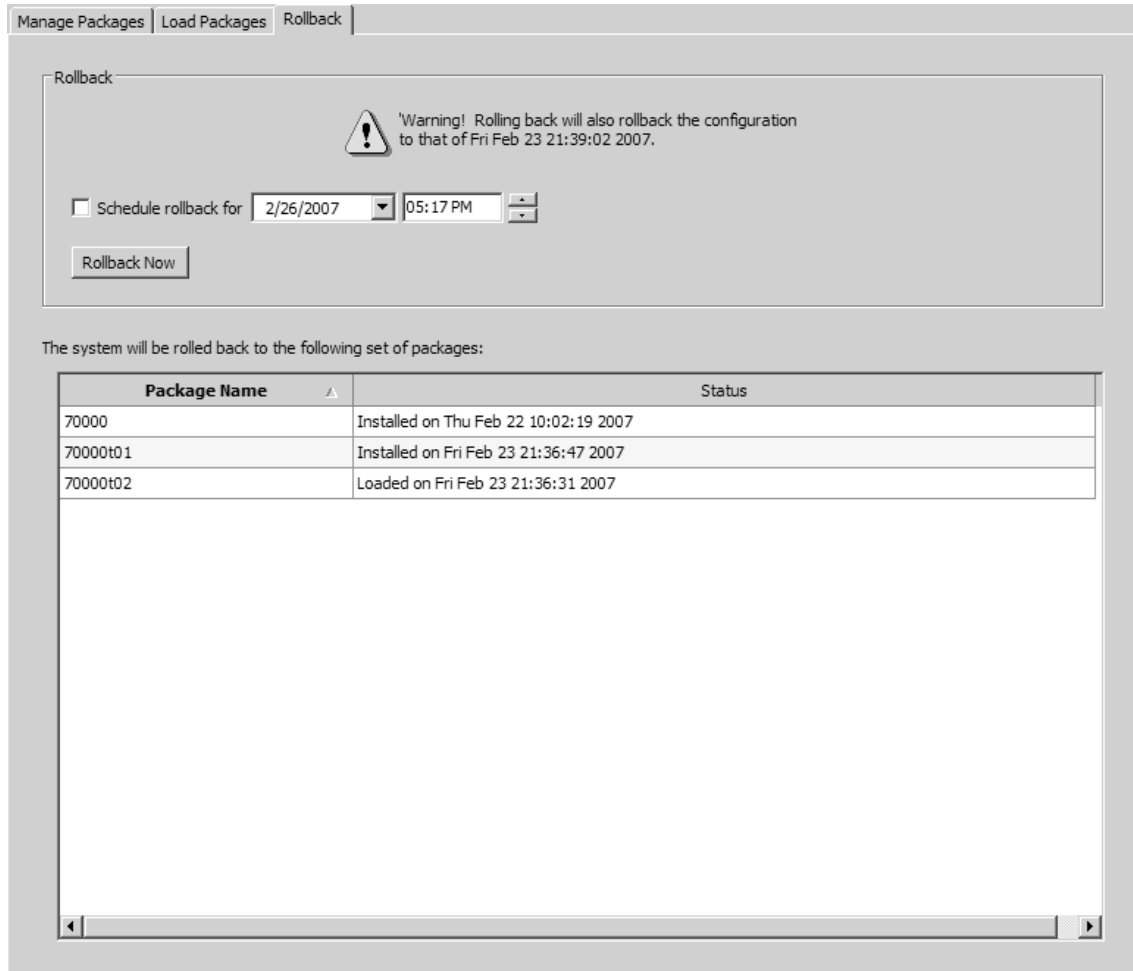 Manage Packages Load Packages Rollback
Rollback
'Warning! Rolling back will also rollback the configuration
to that of Fri Feb 23 21:39:02 2007.
Schedule rollback for 2/26/2007 05:17 PM
Rollback Now
The system will be rolled back to the following set of packages:
Package Name Status
70000 Installed on Thu Feb 22 10:02:19 2007
70000t01 Installed on Fri Feb 23 21:36:47 2007
70000t02 Loaded on Fri Feb 23 21:36:31 2007